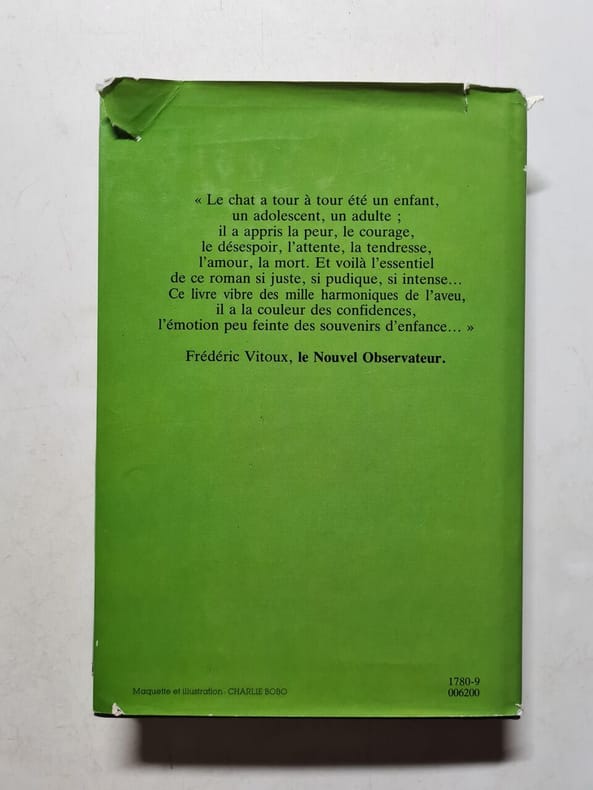 « Le chat a tour à tour été un enfant,
un adolescent, un adulte ;
il a appris la peur, le courage,
le désespoir, l'attente, la tendresse,
l'amour, la mort. Et voilà l'essentiel
de ce roman si juste, si pudique, si intense...
Ce livre vibre des mille harmoniques de l'aveu,
il a la couleur des confidences,
l'émotion peu feinte des souvenirs d'enfance... »
Frédéric Vitoux, le Nouvel Observateur.
Maquette et illustration - CHARLIE BOBO
1780-9
006200